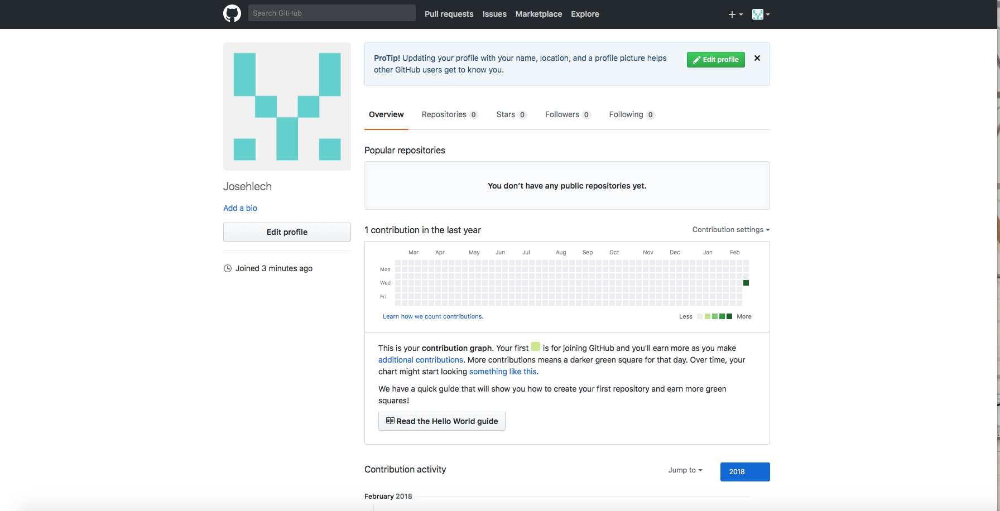 Search GitHub
Pull requests Issues Marketplace Explore
ProTip! Updating your profile with your name, location, and a profile picture helps
other GitHub users get to know you.
Edit profile
Overview Repositories 0 Stars 0 Followers 0 Following 0
Popular repositories
You don’t have any public repositories yet.
Josehlech
Add a bio
Edit profile
Joined 3 minutes ago
1 contribution in the last year
Contribution settings
Mar Apr May Jun Jul Aug Sep Oct Nov Dec Jan Feb
Mon
Wed
Fri
Learn how we count contributions.
Less More
This is your contribution graph. Your first is for joining GitHub and you'll earn more as you make
additional contributions. More contributions means a darker green square for that day. Over time, your
chart might start looking something like this.
We have a quick guide that will show you how to create your first repository and earn more green
squares!
Read the Hello World guide
Contribution activity
Jump to
2018
February 2018